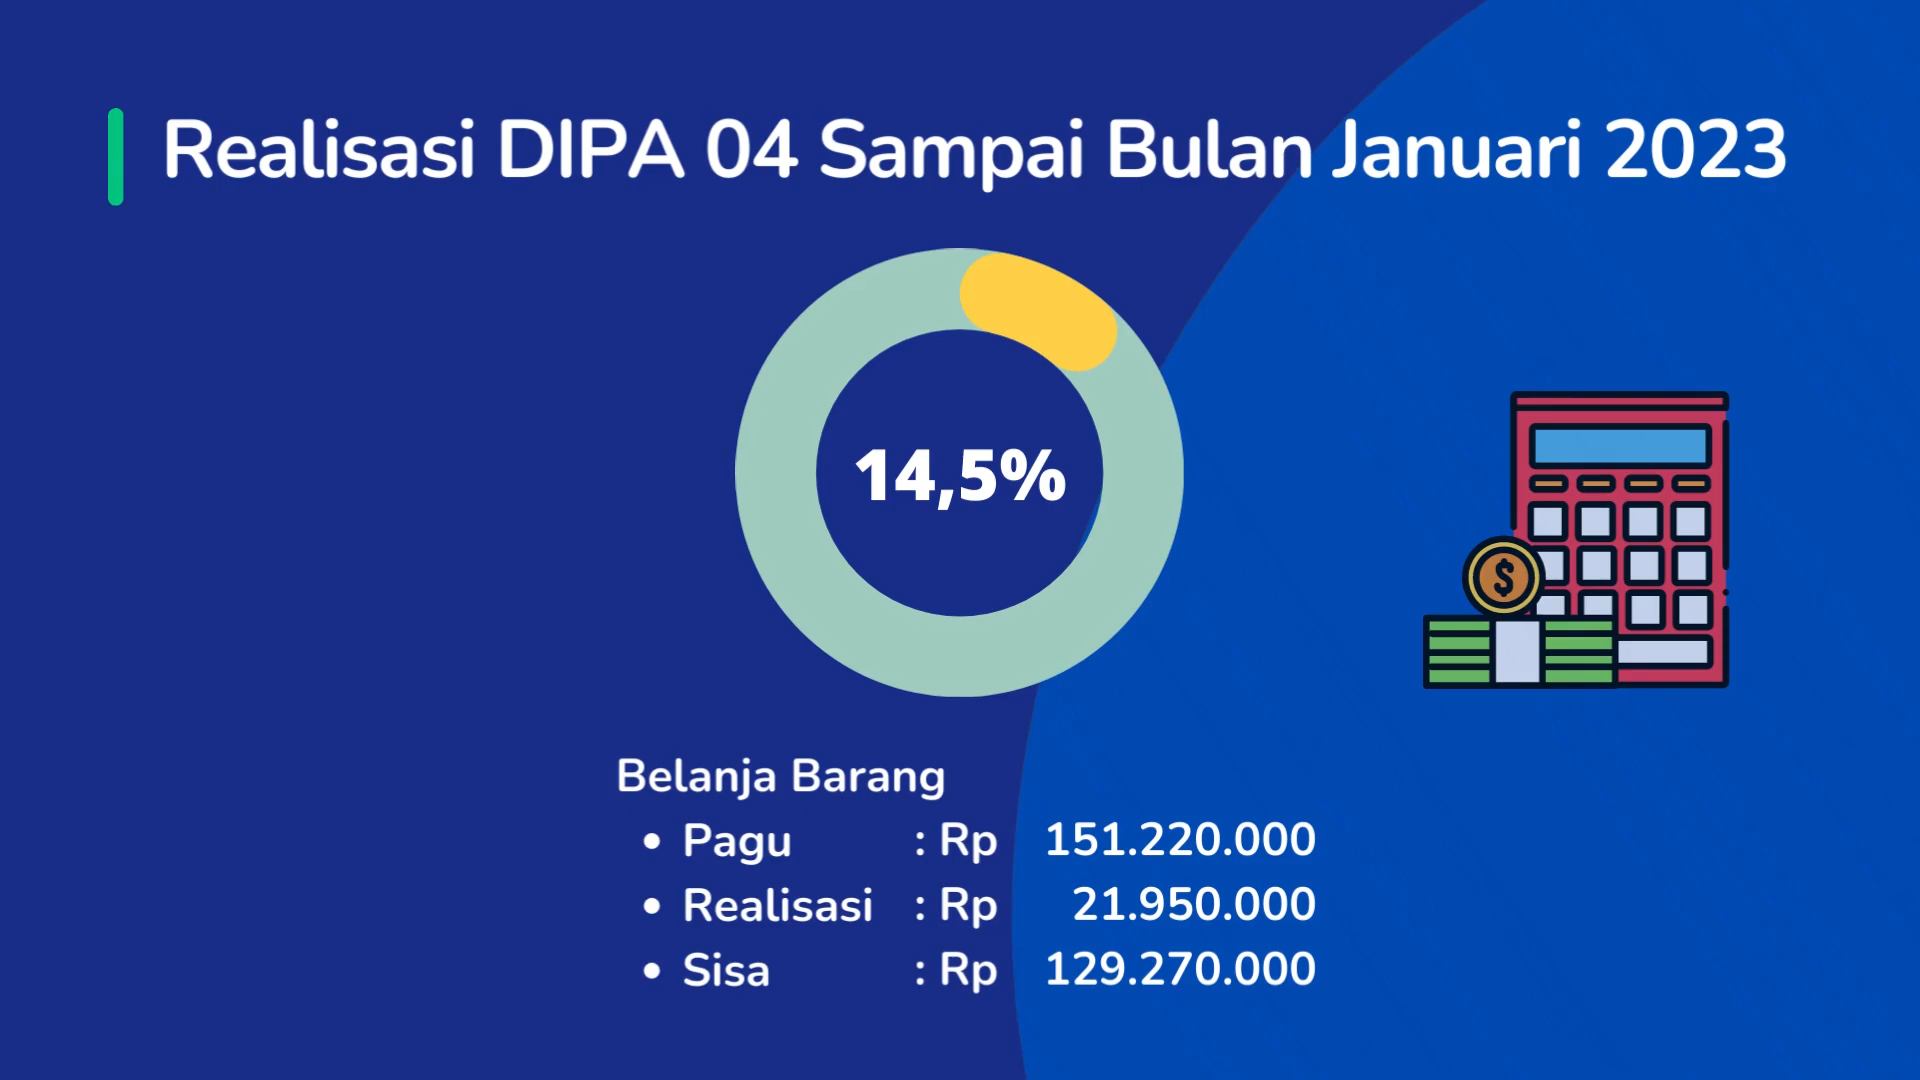 Realisasi DIPA 04 Sampai Bulan Januari 2023
14,5%
Belanja Barang
• Pagu : Rp 151.220.000
• Realisasi : Rp 21.950.000
• Sisa : Rp 129.270.000
$